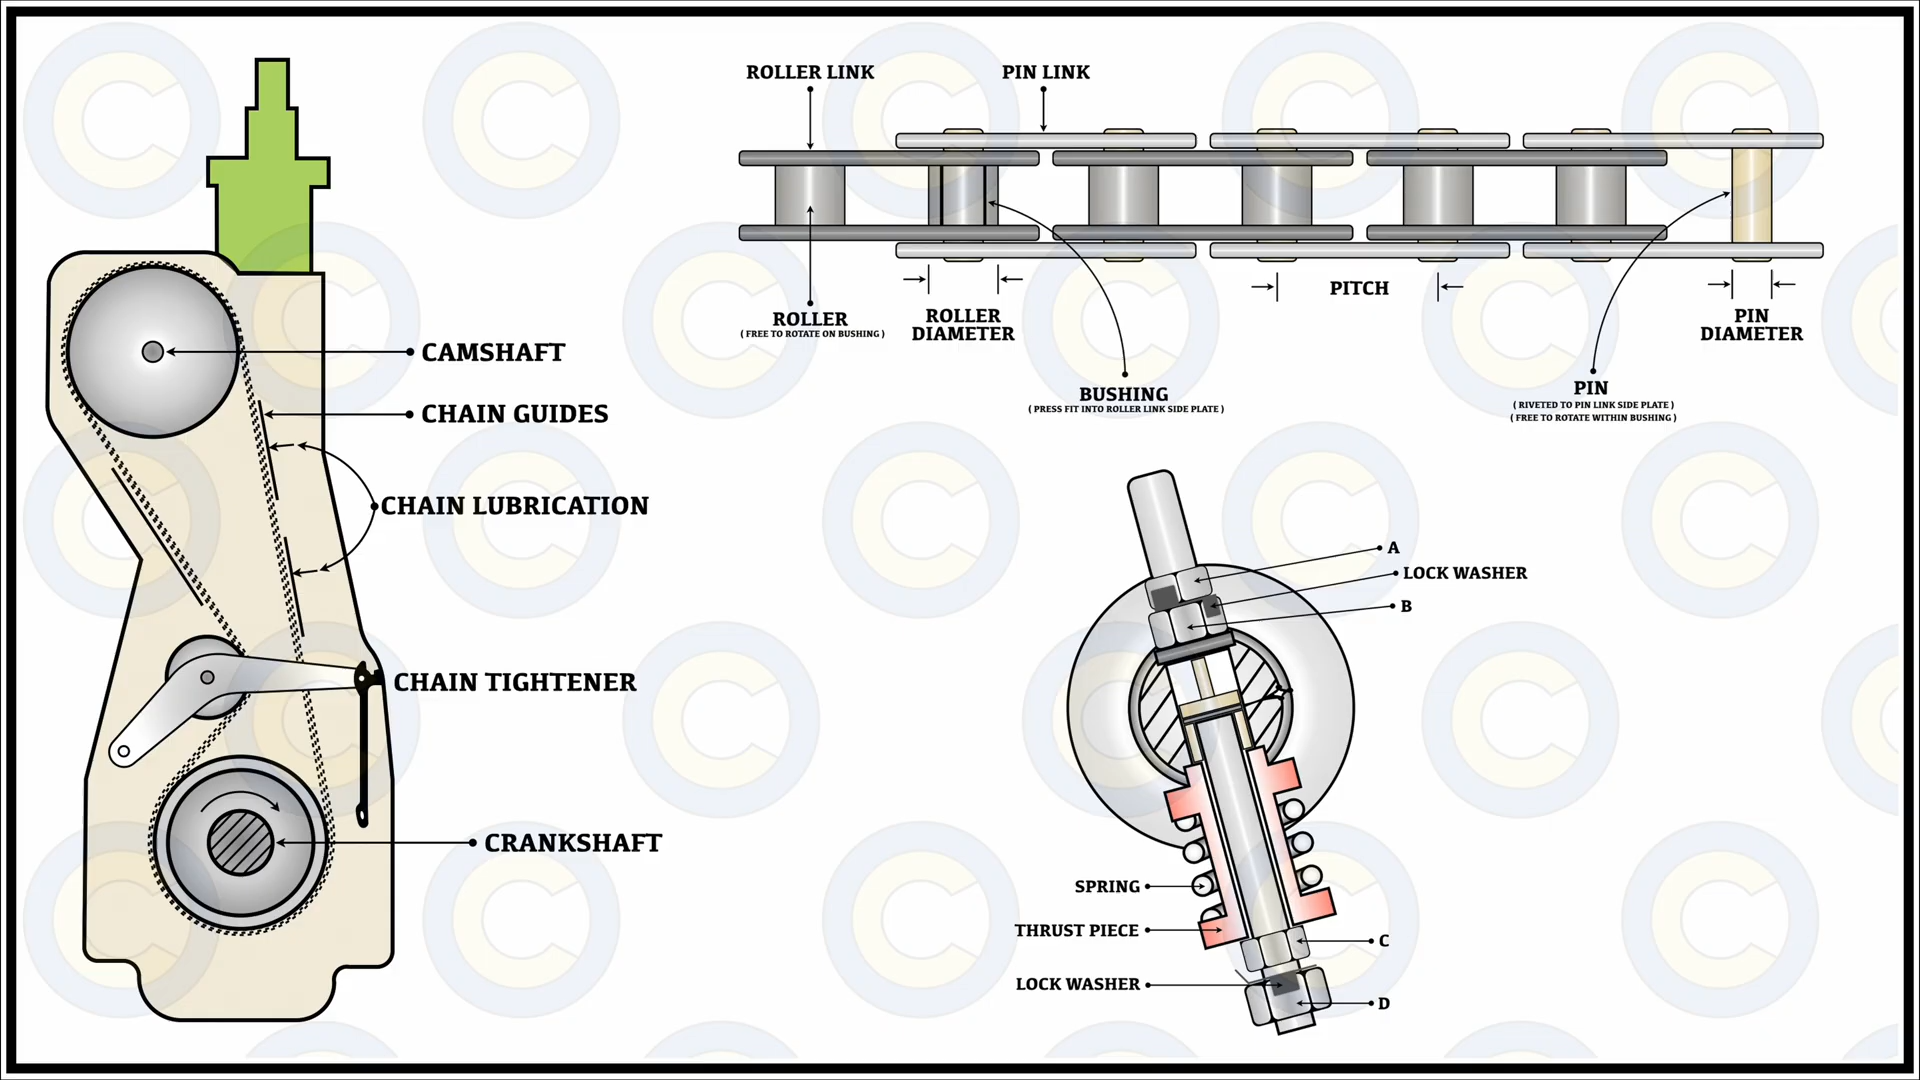 ROLLER LINK
PIN LINK
ROLLER
( FREE TO ROTATE ON BUSHING )
ROLLER
DIAMETER
PITCH
PIN
DIAMETER
BUSHING
( PRESS FIT INTO ROLLER LINK SIDE PLATE )
PIN
( RIVETED TO PIN LINK SIDE PLATE )
( FREE TO ROTATE WITHIN BUSHING )
CAMSHAFT
CHAIN GUIDES
CHAIN LUBRICATION
CHAIN TIGHTENER
CRANKSHAFT
A
LOCK WASHER
B
SPRING
THRUST PIECE
C
LOCK WASHER
D